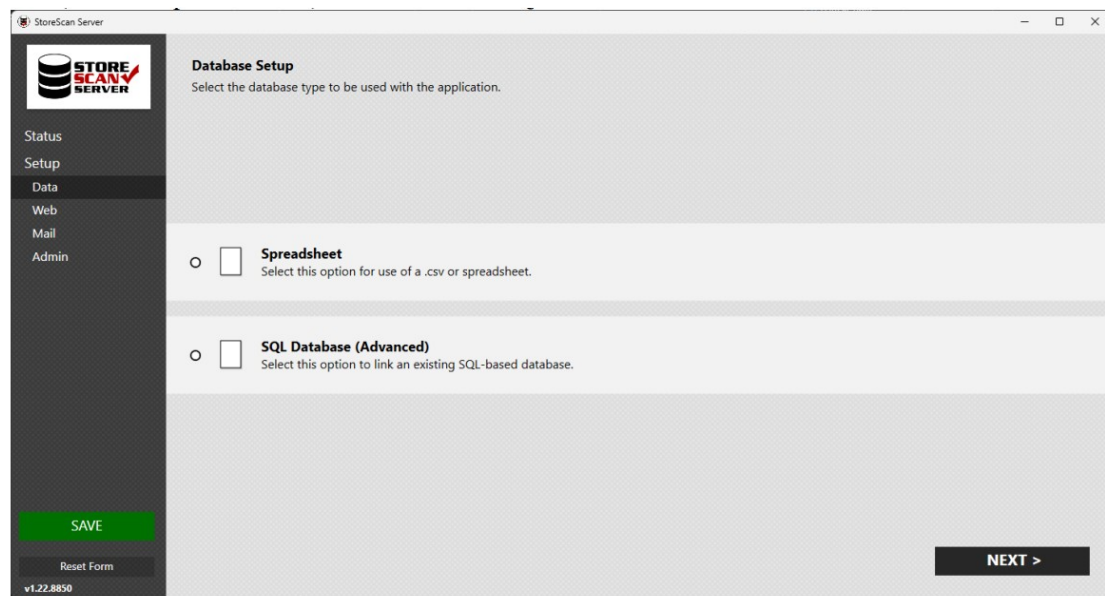 StoreScan Server
STORE
SCAN
SERVER
Status
Setup
Data
Web
Mail
Admin
SAVE
Reset Form
v1.22.8850
Database Setup
Select the database type to be used with the application.
Spreadsheet
Select this option for use of a .csv or spreadsheet.
SQL Database (Advanced)
Select this option to link an existing SQL-based database.
NEXT >